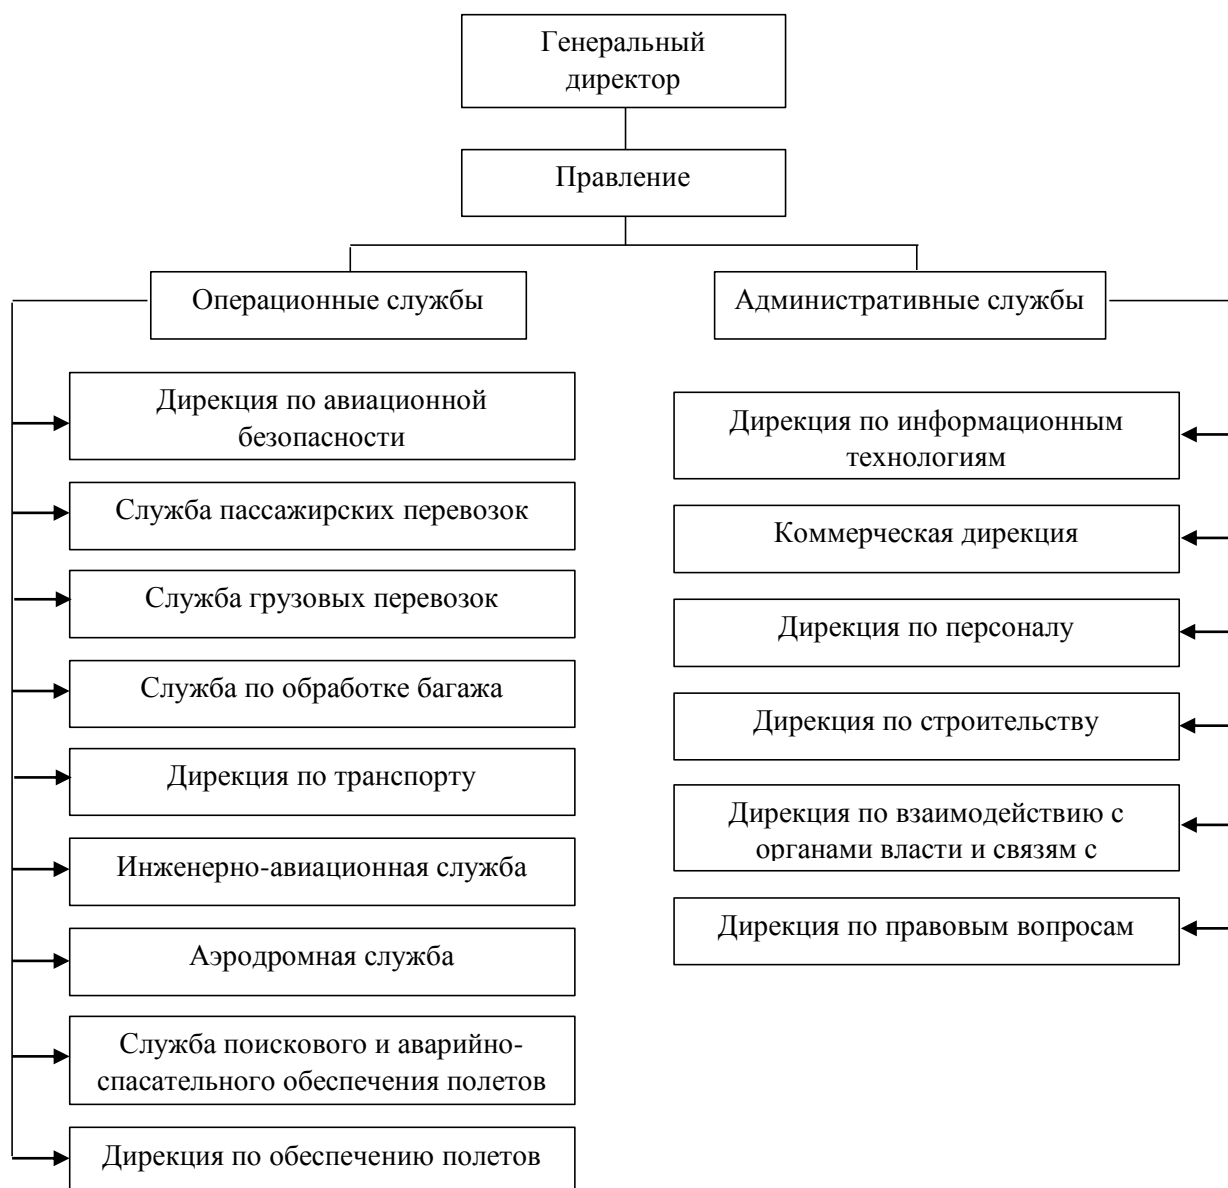 Генеральный
директор
Правление
Операционные службы
Административные службы
Дирекция по авиационной
безопасности
Служба пассажирских перевозок
Служба грузовых перевозок
Служба по обработке багажа
Дирекция по транспорту
Инженерно-авиационная служба
Аэродромная служба
Служба поискового и аварийно-
спасательного обеспечения полетов
Дирекция по обеспечению полетов
Дирекция по информационным
технологиям
Коммерческая дирекция
Дирекция по персоналу
Дирекция по строительству
Дирекция по взаимодействию с
органами власти и связям с
Дирекция по правовым вопросам